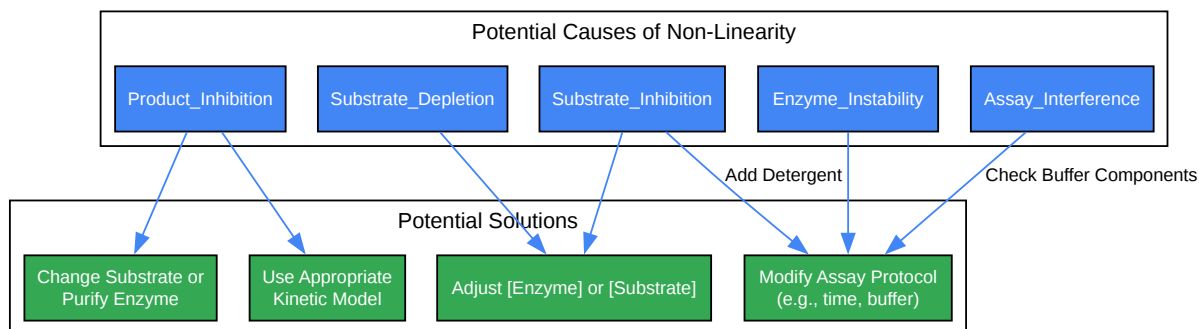 Potential Causes of Non-Linearity
Product_Inhibition
Substrate_Depletion
Substrate_Inhibition
Enzyme_Instability
Assay_Interference
Add Detergent
Check Buffer Components
Potential Solutions
Change Substrate or
Purify Enzyme
Use Appropriate
Kinetic Model
Adjust [Enzyme] or [Substrate]
Modify Assay Protocol
(e.g., time, buffer)